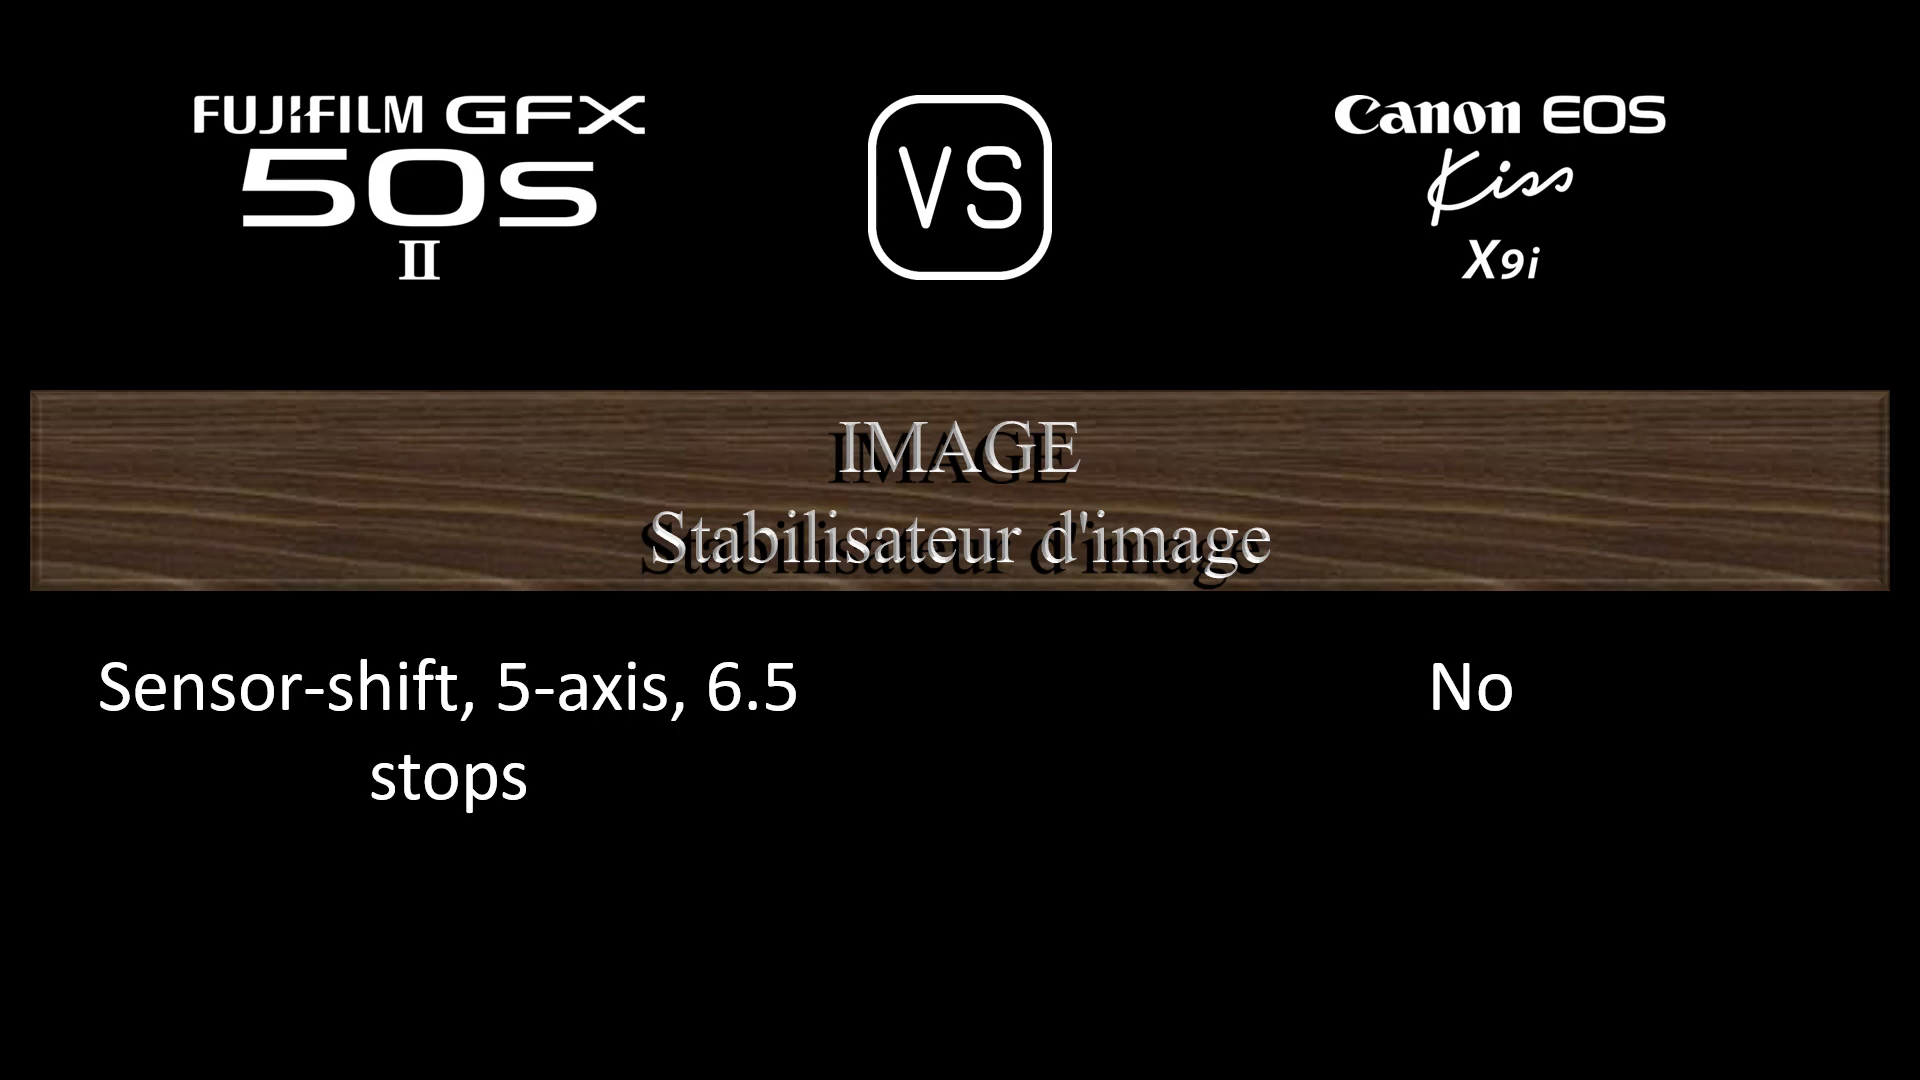 FUJIFILM GFX
50S
II
VS
Canon EOS
Kiss
X9i
IMAGE
Stabilisateur d'image
Sensor-shift, 5-axis, 6.5
stops
No